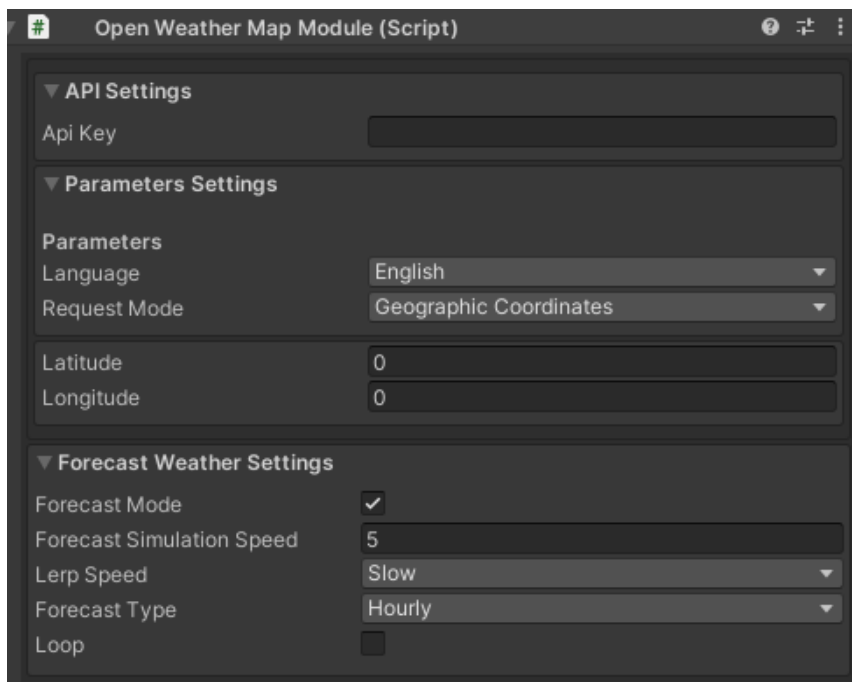 # Open Weather Map Module (Script)
API Settings
Api Key
Parameters Settings
Parameters
Language English
Request Mode Geographic Coordinates
Latitude 0
Longitude 0
Forecast Weather Settings
Forecast Mode
Forecast Simulation Speed 5
Lerp Speed Slow
Forecast Type Hourly
Loop